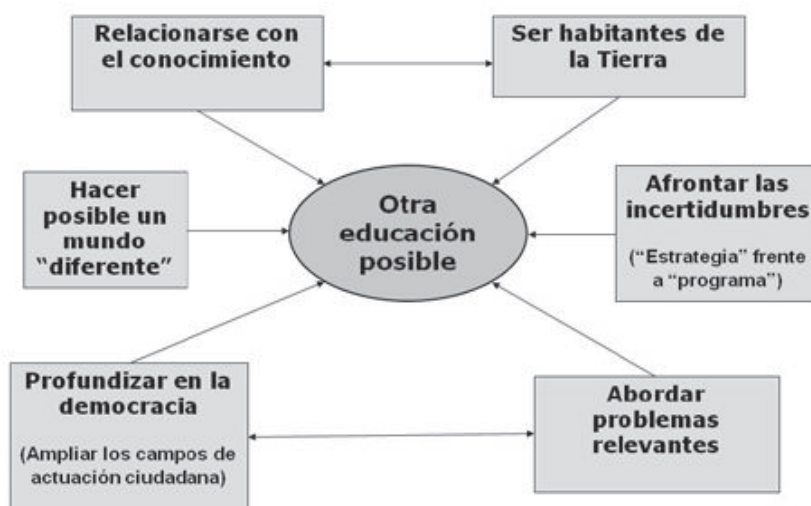 Relacionarse con
el conocimiento
Ser habitantes de
la Tierra
Hacer
posible un
mundo
“diferente”
Otra
educación
posible
Afrontar las
incertidumbres
(“Estrategia” frente
a “programa”)
Profundizar en la
democracia
(Ampliar los campos de
actuación ciudadana)
Abordar
problemas
relevantes